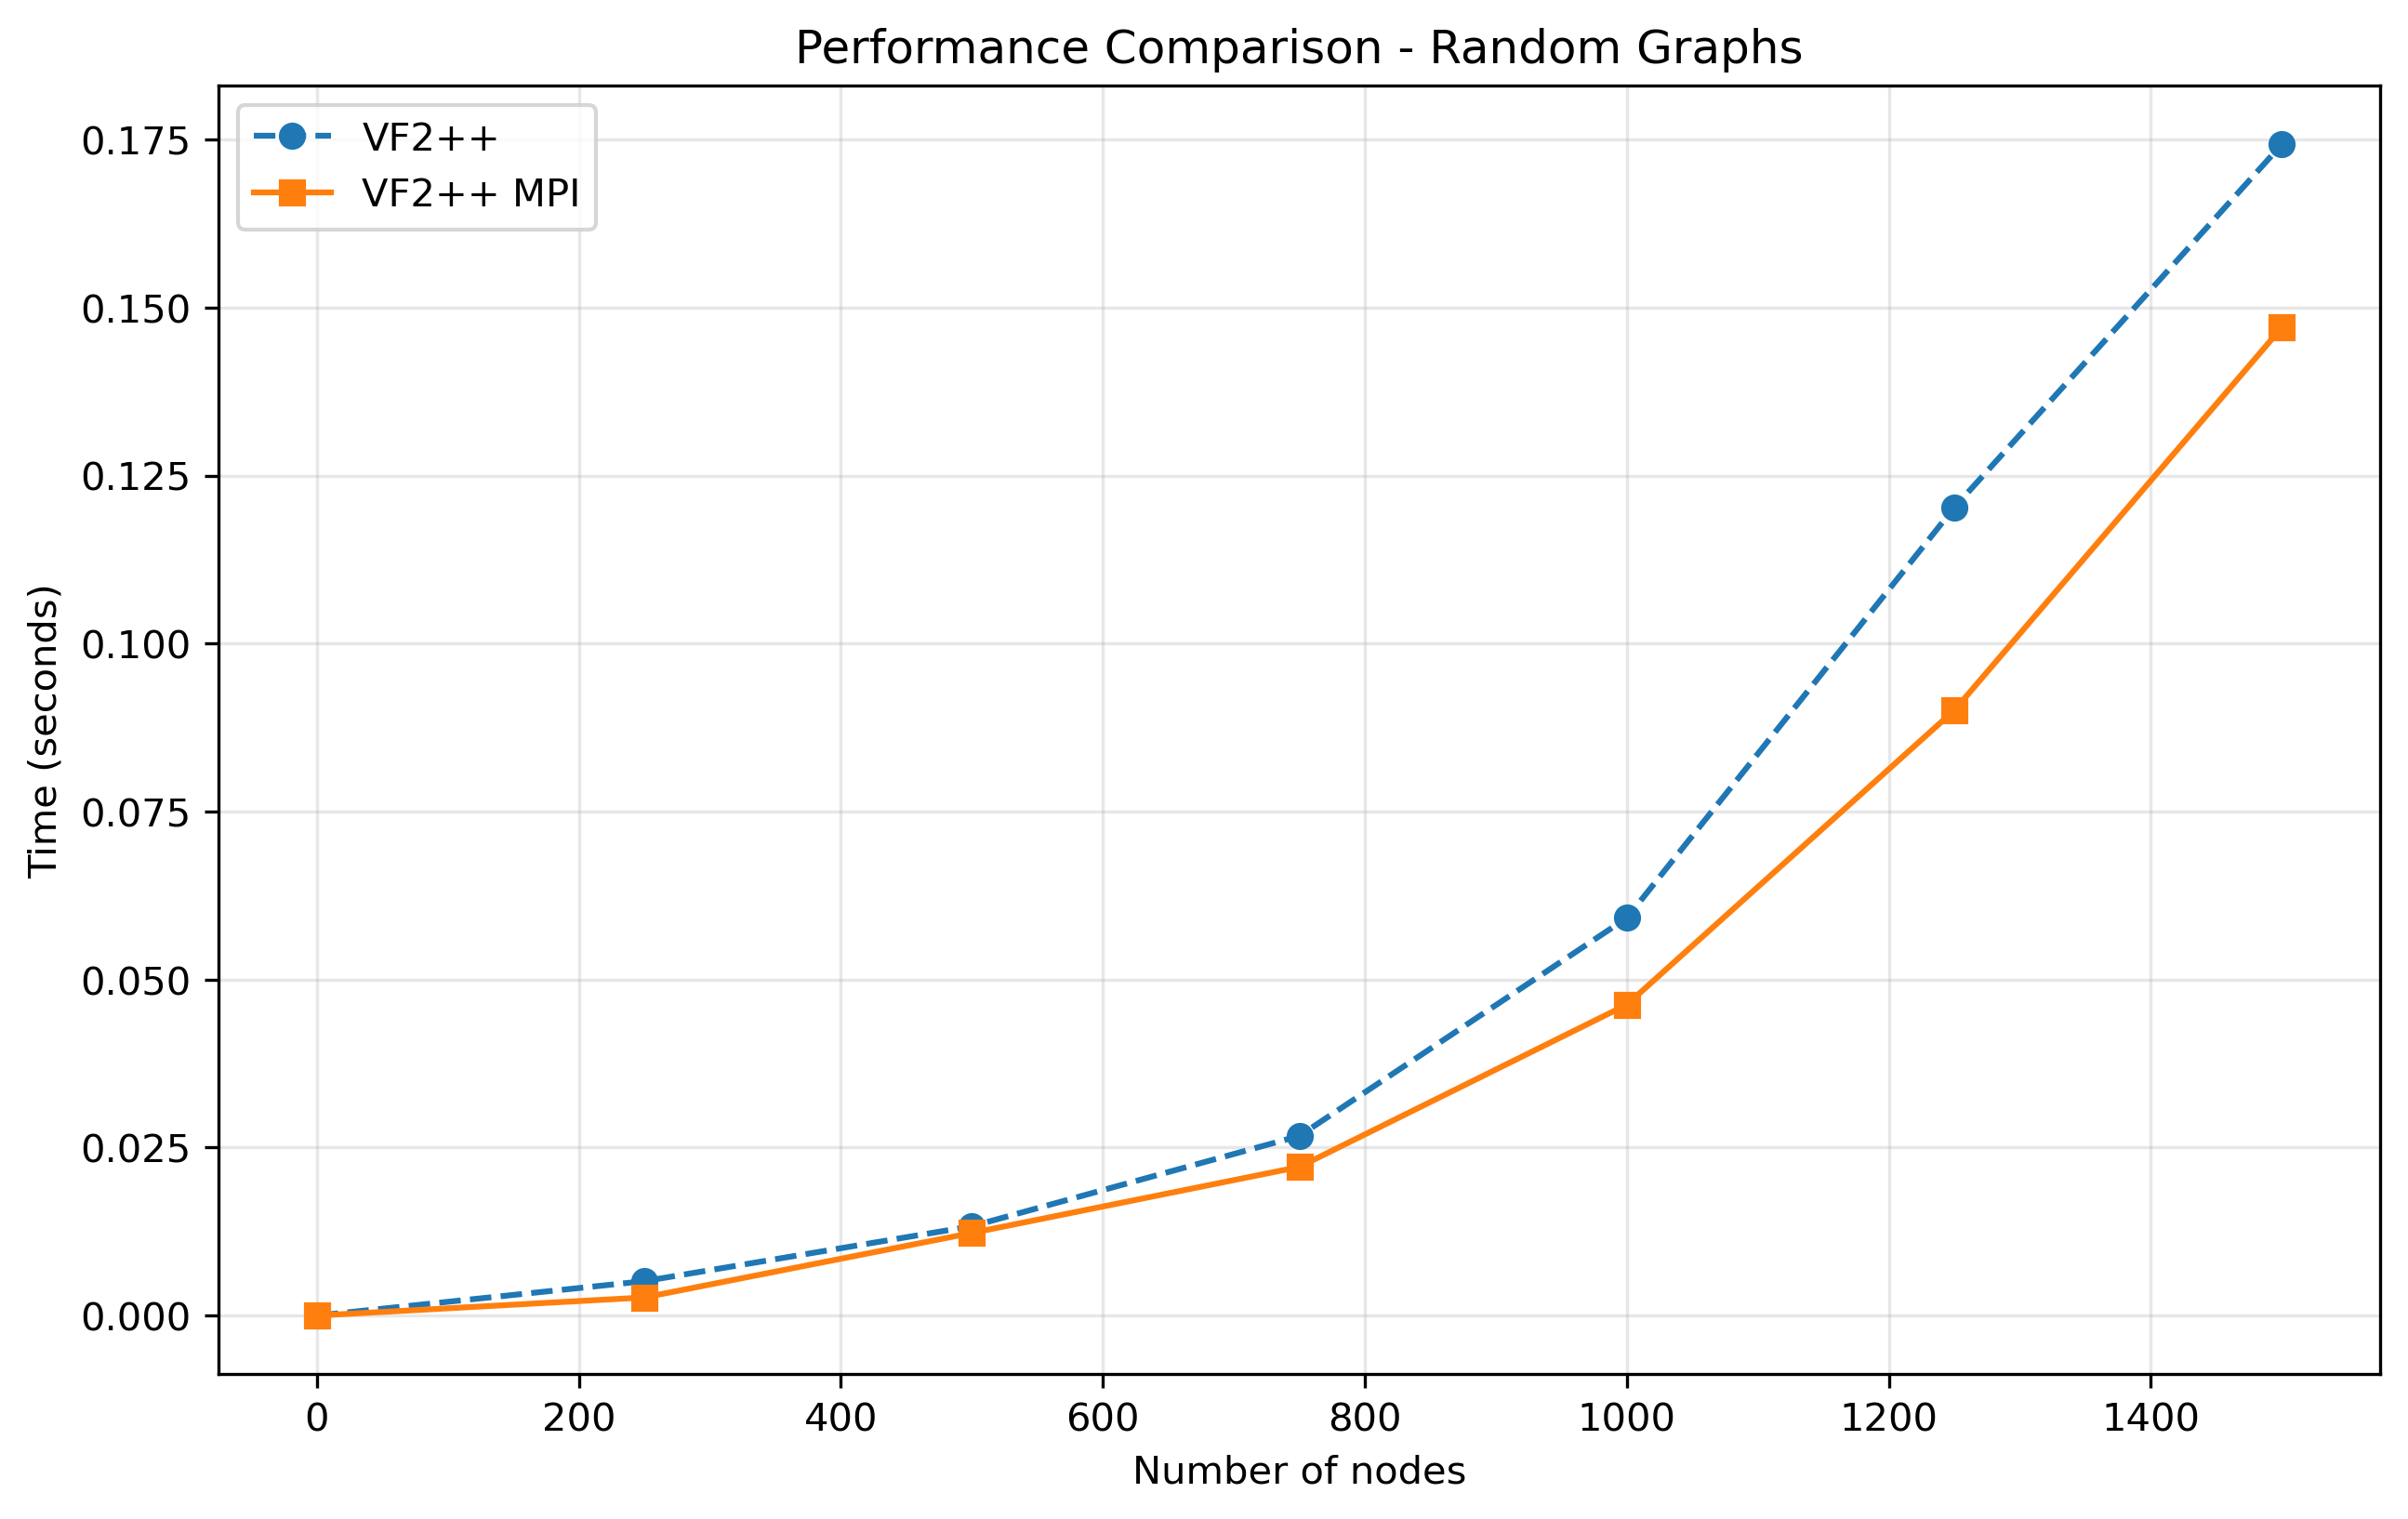 Performance Comparison - Random Graphs
VF2++
VF2++ MPI
Time (seconds)
0.175
0.150
0.125
0.100
0.075
0.050
0.025
0.000
0 200 400 600 800 1000 1200 1400
Number of nodes